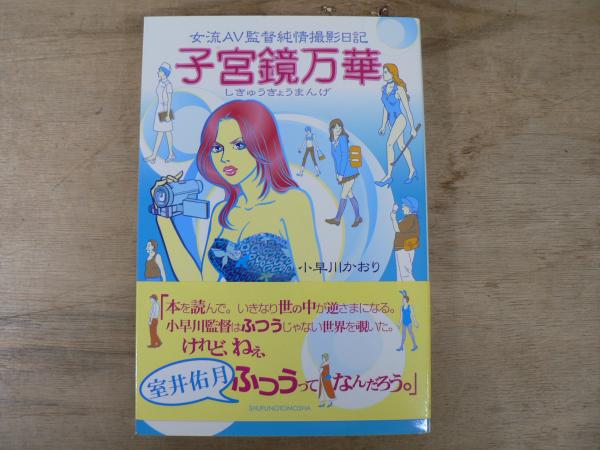 女流AV監督純情撮影日記
子宮鏡万華
しきゅうきょうまんげ
小早川かおり
「本を読んで。いきなり世の中が逆さまになる。
小早川監督はふつうじゃない世界を覗いた。
けれど、ねぇ、
ふつうってなんだろう。」
室井佑月
SHUFUNOTOMOSHA